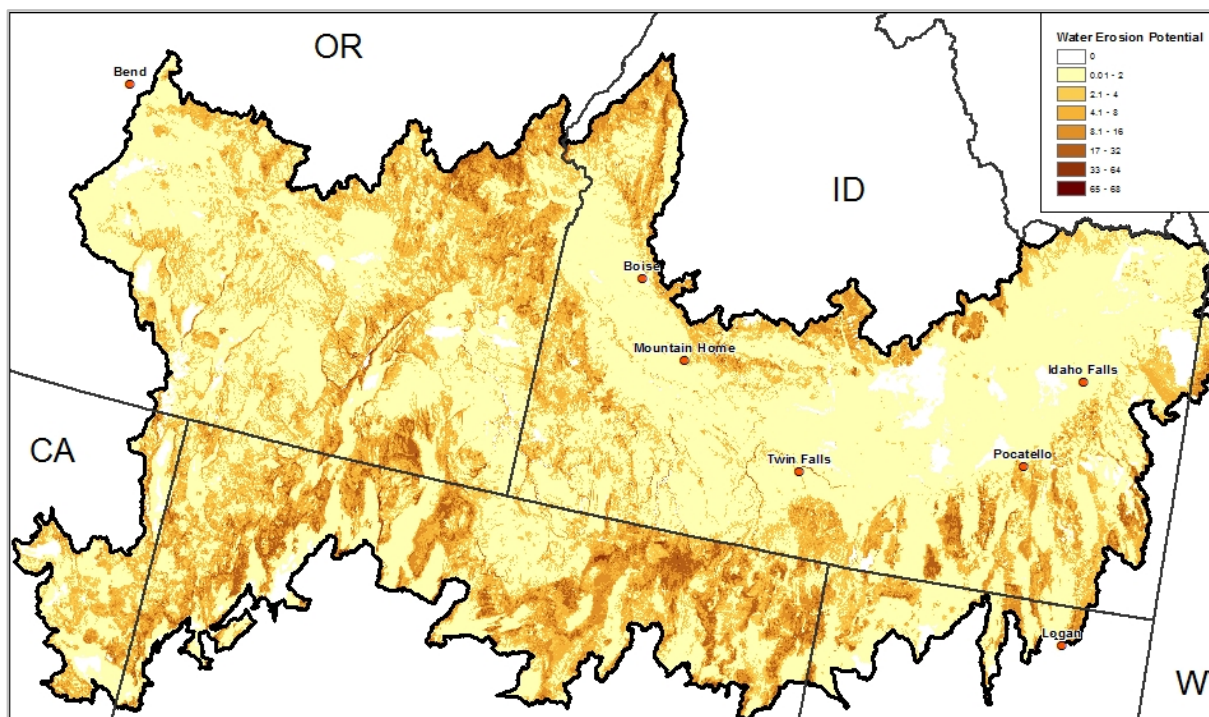 OR
Bend
Water Erosion Potential
0
0.01 - 2
2.1 - 4
4.1 - 8
8.1 - 16
17 - 32
33 - 64
65 - 68
ID
Boise
Mountain Home
Idaho Falls
CA
Twin Falls
Pocatello
Logan
W